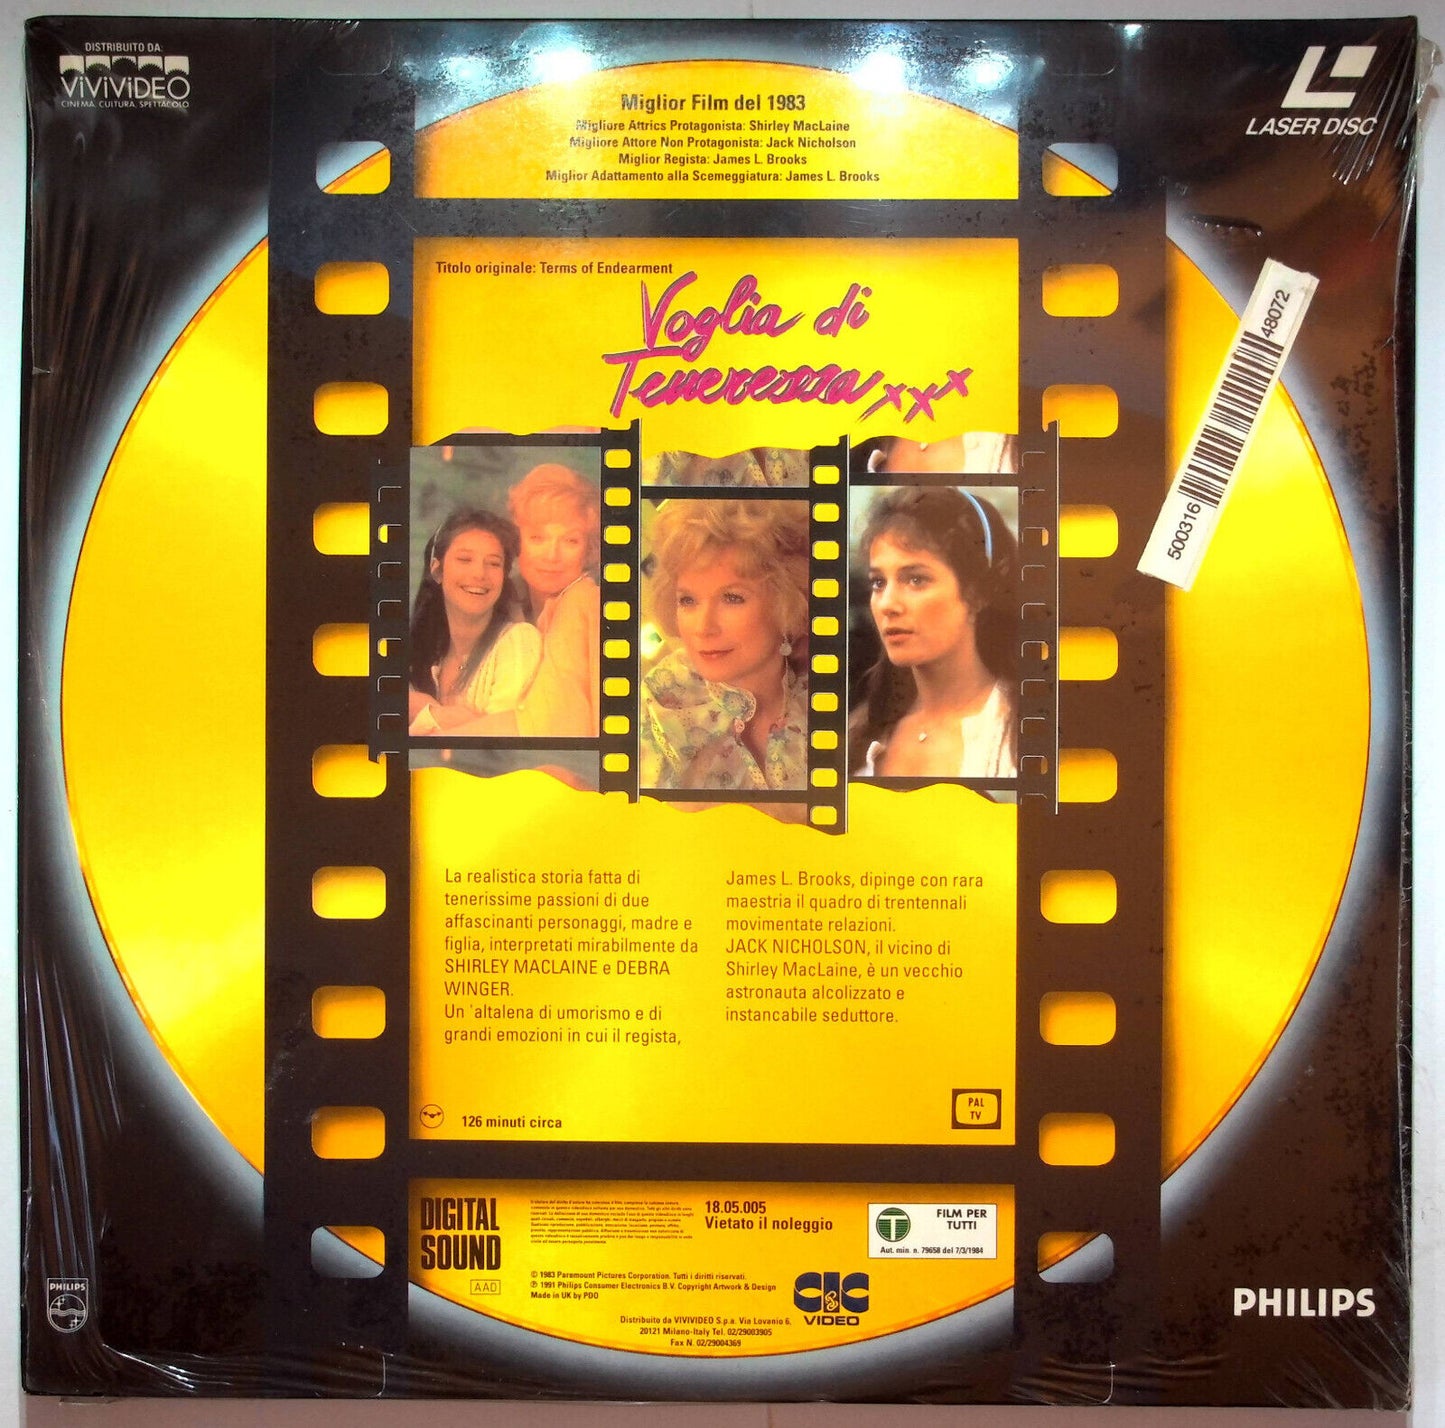 DISTRIBUITO DA:
ViViViDEO
CINEMA. CULTURA. SPETTACOLO
LASER DISC
Miglior Film del 1983
Migliore Attrics Protagonista: Shirley MacLaine
Migliore Attore Non Protagonista: Jack Nicholson
Miglior Regista: James L. Brooks
Miglior Adattamento alla Scemeggiatura: James L. Brooks
Titolo originale: Terms of Endearment
Voglia di
Tenerezza xxx
500316 48072
La realistica storia fatta di
tenerissime passioni di due
affascinanti personaggi, madre e
figlia, interpretati mirabilmente da
SHIRLEY MACLAINE e DEBRA
WINGER.
Un 'altalena di umorismo e di
grandi emozioni in cui il regista,
James L. Brooks, dipinge con rara
maestria il quadro di trentennali
movimentate relazioni.
JACK NICHOLSON, il vicino di
Shirley MacLaine, è un vecchio
astronauta alcolizzato e
instancabile seduttore.
126 minuti circa
PAL
TV
DIGITAL
SOUND
AAD
18.05.005
Vietato il noleggio
T
FILM PER
TUTTI
Aut. min. n. 79658 del 7/3/1984
© 1983 Paramount Pictures Corporation. Tutti i diritti riservati.
℗ 1991 Philips Consumer Electronics B.V. Copyright Artwork & Design
Made in UK by PDO
CIC
VIDEO
Distribuito da VIVIVIDEO S.p.a. Via Lovanio 6.
20121 Milano-Italy Tel. 02/29003905
Fax N. 02/29004369
PHILIPS
PHILIPS